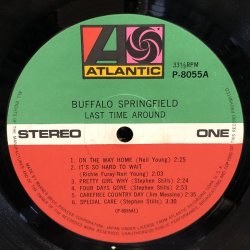 ATLANTIC
33⅓RPM
P-8055A
BUFFALO SPRINGFIELD
LAST TIME AROUND
STEREO
ONE
1. ON THE WAY HOME (Neil Young) 2:25
2. IT'S SO HARD TO WAIT
(Richie Furay-Neil Young) 2:03
3. PRETTY GIRL WHY (Stephen Stills) 2:24
4. FOUR DAYS GONE (Stephen Stills) 2:53
5. CAREFREE COUNTRY DAY (Jim Messina) 2:35
6. SPECIAL CARE (Stephen Stills) 3:30